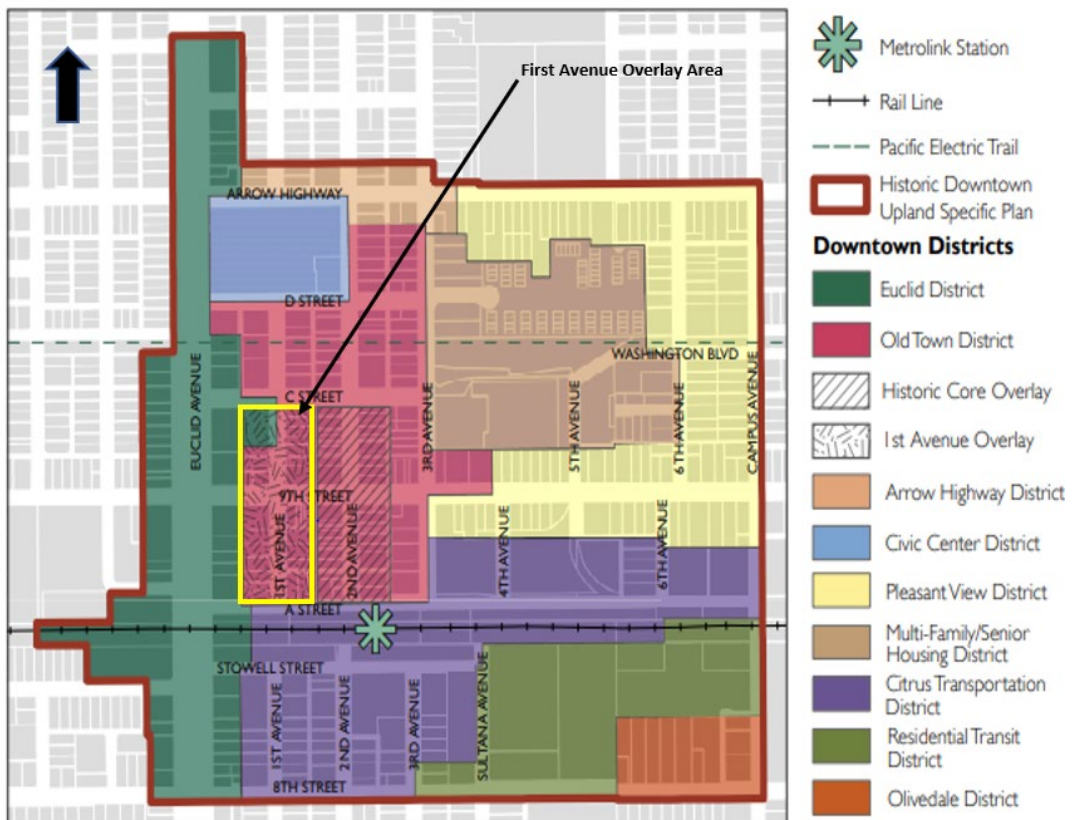 First Avenue Overlay Area
ARROW HIGHWAY
D STREET
WASHINGTON BLVD
C STREET
EUCLID AVENUE
3RD AVENUE
5TH AVENUE
6TH AVENUE
CAMPUS AVENUE
9TH STREET
1ST AVENUE
2ND AVENUE
4TH AVENUE
6TH AVENUE
A STREET
STOWELL STREET
1ST AVENUE
2ND AVENUE
3RD AVENUE
SULTANA AVENUE
8TH STREET
Metrolink Station
Rail Line
Pacific Electric Trail
Historic Downtown
Upland Specific Plan
Downtown Districts
Euclid District
Old Town District
Historic Core Overlay
1st Avenue Overlay
Arrow Highway District
Civic Center District
Pleasant View District
Multi-Family/Senior
Housing District
Citrus Transportation
District
Residential Transit
District
Olivedale District